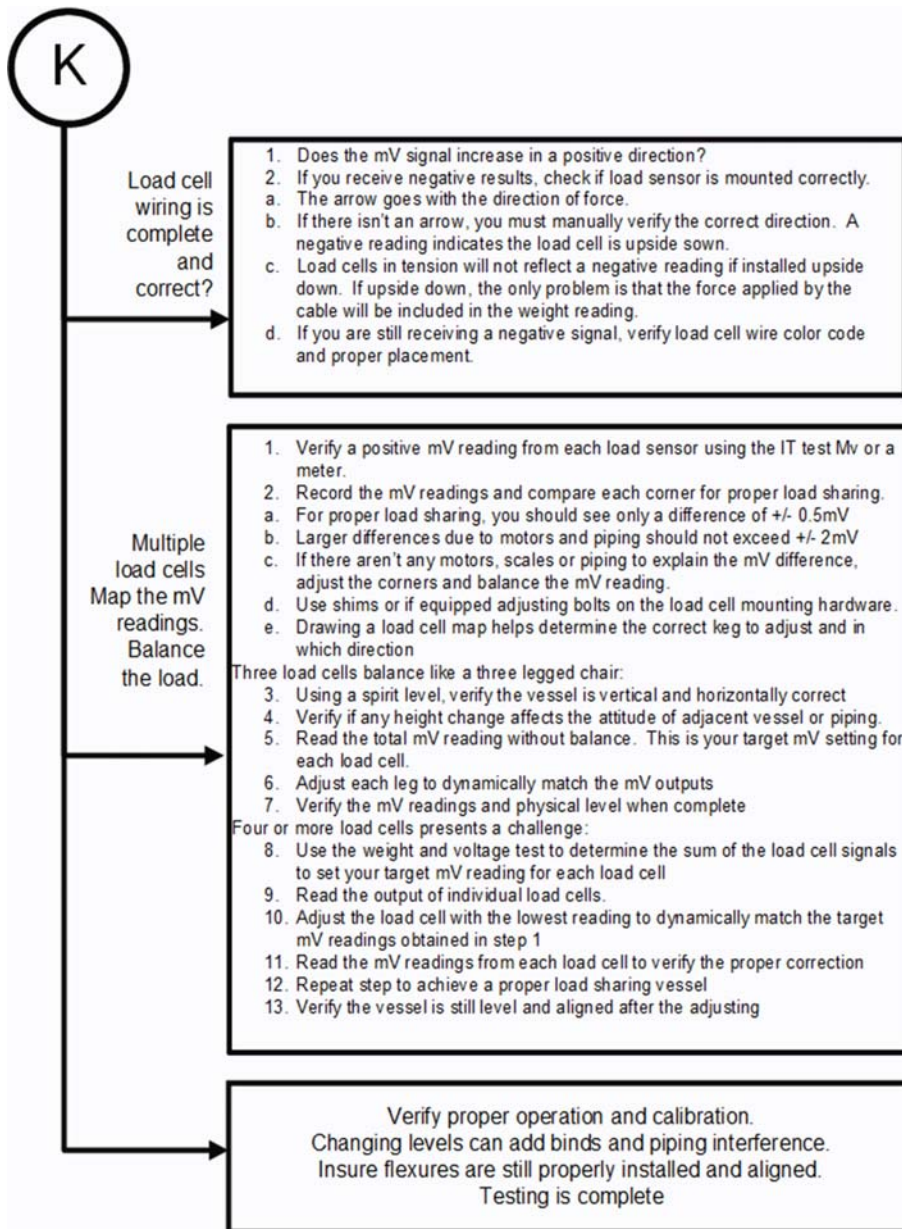 K
Load cell
wiring is
complete
and
correct?
1. Does the mV signal increase in a positive direction?
2. If you receive negative results, check if load sensor is mounted correctly.
a. The arrow goes with the direction of force.
b. If there isn't an arrow, you must manually verify the correct direction. A
negative reading indicates the load cell is upside sown.
c. Load cells in tension will not reflect a negative reading if installed upside
down. If upside down, the only problem is that the force applied by the
cable will be included in the weight reading.
d. If you are still receiving a negative signal, verify load cell wire color code
and proper placement.
Multiple
load cells
Map the mV
readings.
Balance
the load.
1. Verify a positive mV reading from each load sensor using the IT test Mv or a
meter.
2. Record the mV readings and compare each corner for proper load sharing.
a. For proper load sharing, you should see only a difference of +/- 0.5mV
b. Larger differences due to motors and piping should not exceed +/- 2mV
c. If there aren't any motors, scales or piping to explain the mV difference,
adjust the corners and balance the mV reading.
d. Use shims or if equipped adjusting bolts on the load cell mounting hardware.
e. Drawing a load cell map helps determine the correct keg to adjust and in
which direction
Three load cells balance like a three legged chair:
3. Using a spirit level, verify the vessel is vertical and horizontally correct
4. Verify if any height change affects the attitude of adjacent vessel or piping.
5. Read the total mV reading without balance. This is your target mV setting for
each load cell.
6. Adjust each leg to dynamically match the mV outputs
7. Verify the mV readings and physical level when complete
Four or more load cells presents a challenge:
8. Use the weight and voltage test to determine the sum of the load cell signals
to set your target mV reading for each load cell
9. Read the output of individual load cells.
10. Adjust the load cell with the lowest reading to dynamically match the target
mV readings obtained in step 1
11. Read the mV readings from each load cell to verify the proper correction
12. Repeat step to achieve a proper load sharing vessel
13. Verify the vessel is still level and aligned after the adjusting
Verify proper operation and calibration.
Changing levels can add binds and piping interference.
Insure flexures are still properly installed and aligned.
Testing is complete